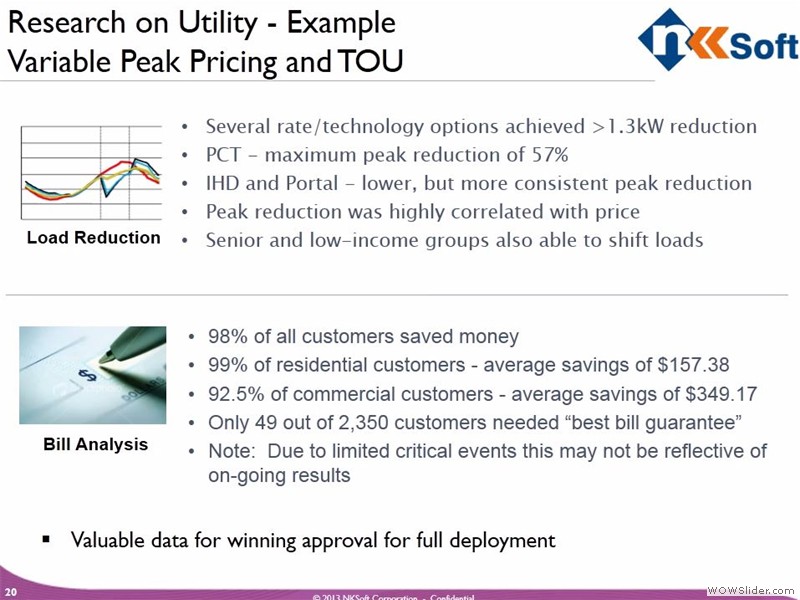 Research on Utility - Example
Variable Peak Pricing and TOU
nKSoft
• Several rate/technology options achieved >1.3kW reduction
• PCT – maximum peak reduction of 57%
• IHD and Portal – lower, but more consistent peak reduction
• Peak reduction was highly correlated with price
• Senior and low-income groups also able to shift loads
Load Reduction
• 98% of all customers saved money
• 99% of residential customers - average savings of $157.38
• 92.5% of commercial customers - average savings of $349.17
• Only 49 out of 2,350 customers needed “best bill guarantee”
• Note: Due to limited critical events this may not be reflective of
on-going results
$
DOLLARS
Bill Analysis
▪ Valuable data for winning approval for full deployment
20
© 2013 NKSoft Corporation - Confidential
WOWSlider.com